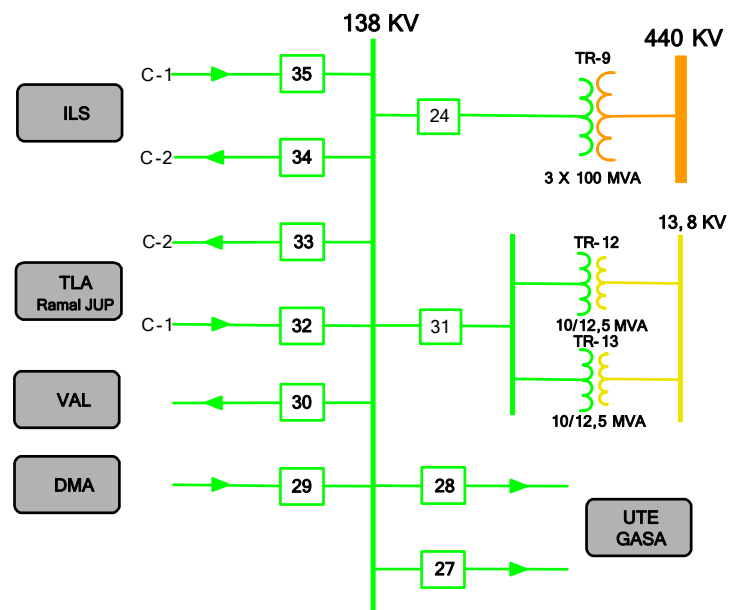 138 KV
TR-9
440 KV
C-1
35
ILS
24
C-2
34
3 X 100 MVA
13,8 KV
C-2
33
TR-12
TLA
Ramal JUP
C-1
32
31
10/12,5 MVA
TR-13
VAL
30
10/12,5 MVA
DMA
29
28
UTE
GASA
27